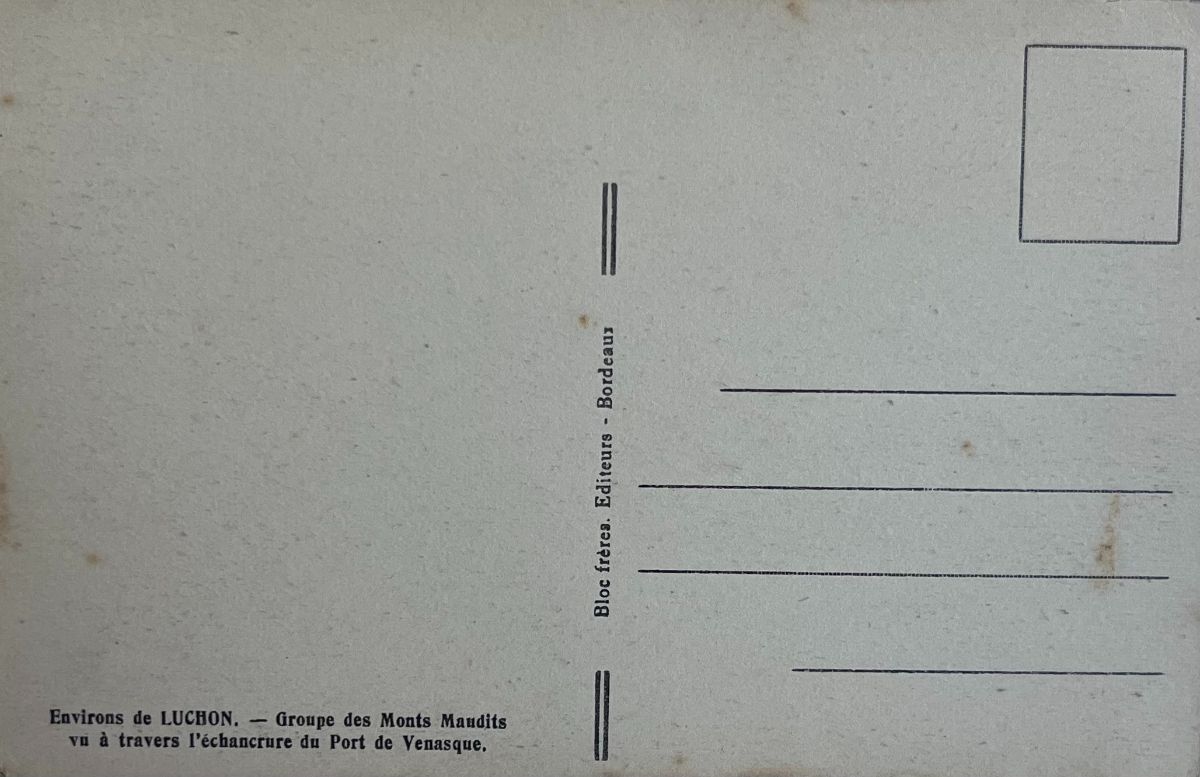 Bloc frères. Editeurs - Bordeaux
Environs de LUCHON. — Groupe des Monts Maudits
vu à travers l'échancrure du Port de Venasque.